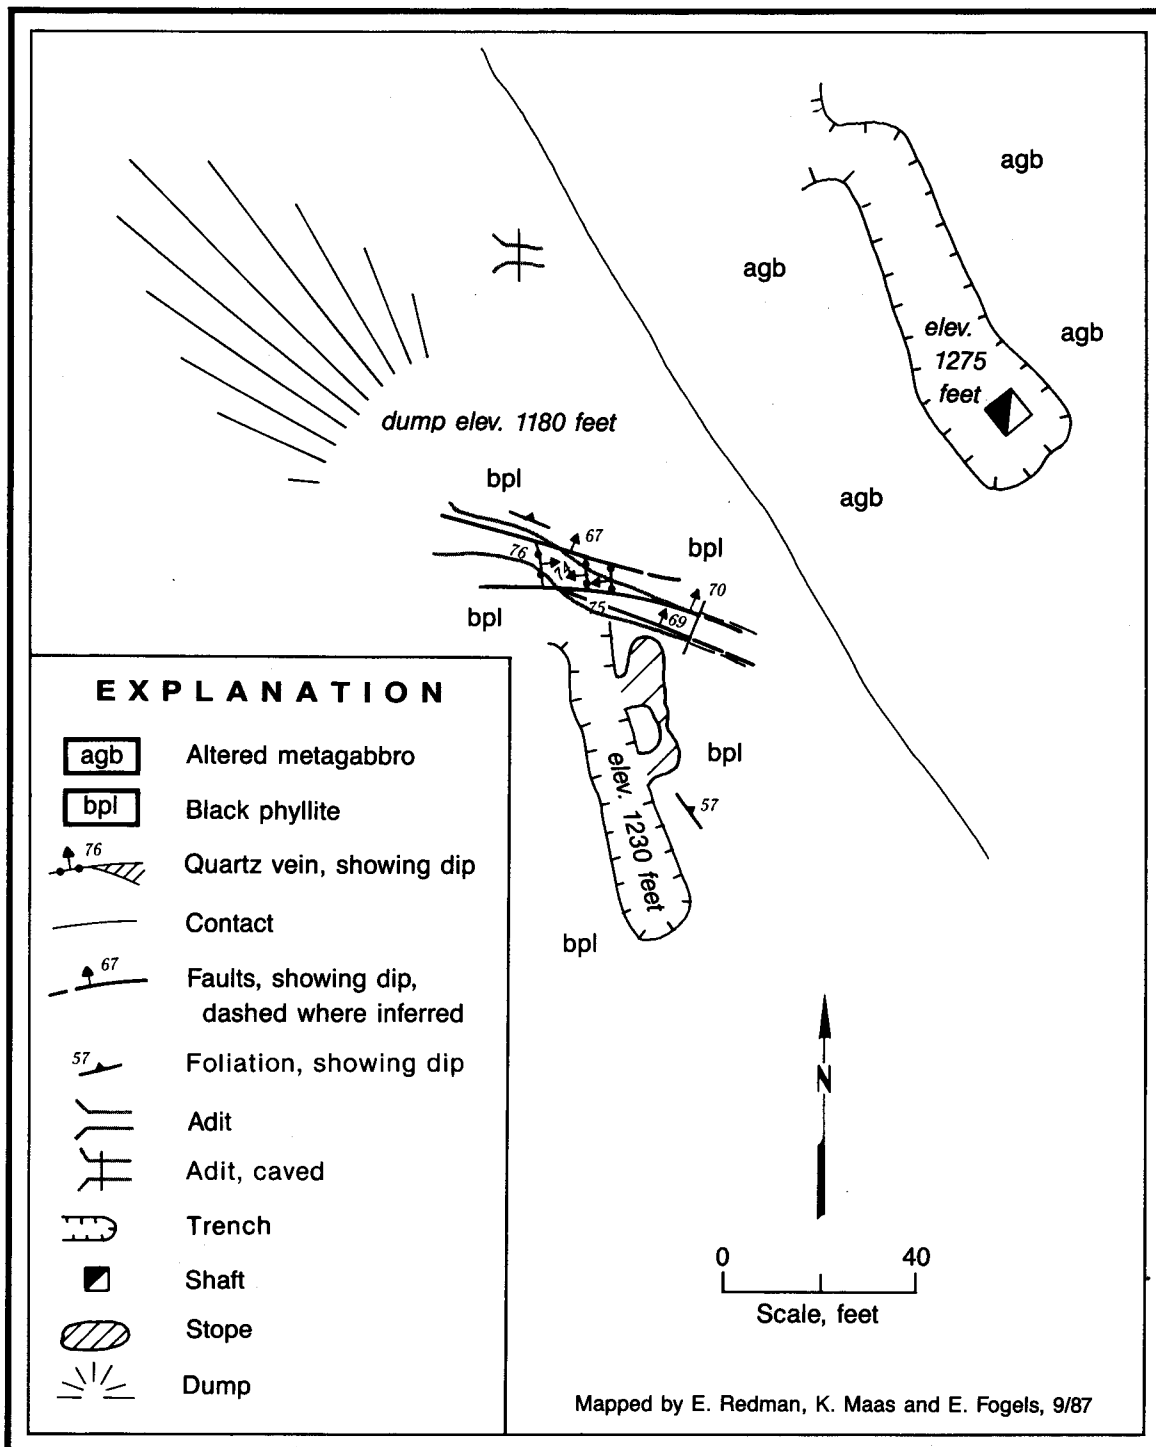 agb
agb
agb
elev.
1275
feet
dump elev. 1180 feet
agb
bpl
67
bpl
76
74
70
75
69
bpl
bpl
elev. 1230 feet
57
bpl
EXPLANATION
agb Altered metagabbro
bpl Black phyllite
76 Quartz vein, showing dip
Contact
67 Faults, showing dip,
dashed where inferred
57 Foliation, showing dip
Adit
Adit, caved
Trench
Shaft
Stope
Dump
N
0 40
Scale, feet
Mapped by E. Redman, K. Maas and E. Fogels, 9/87